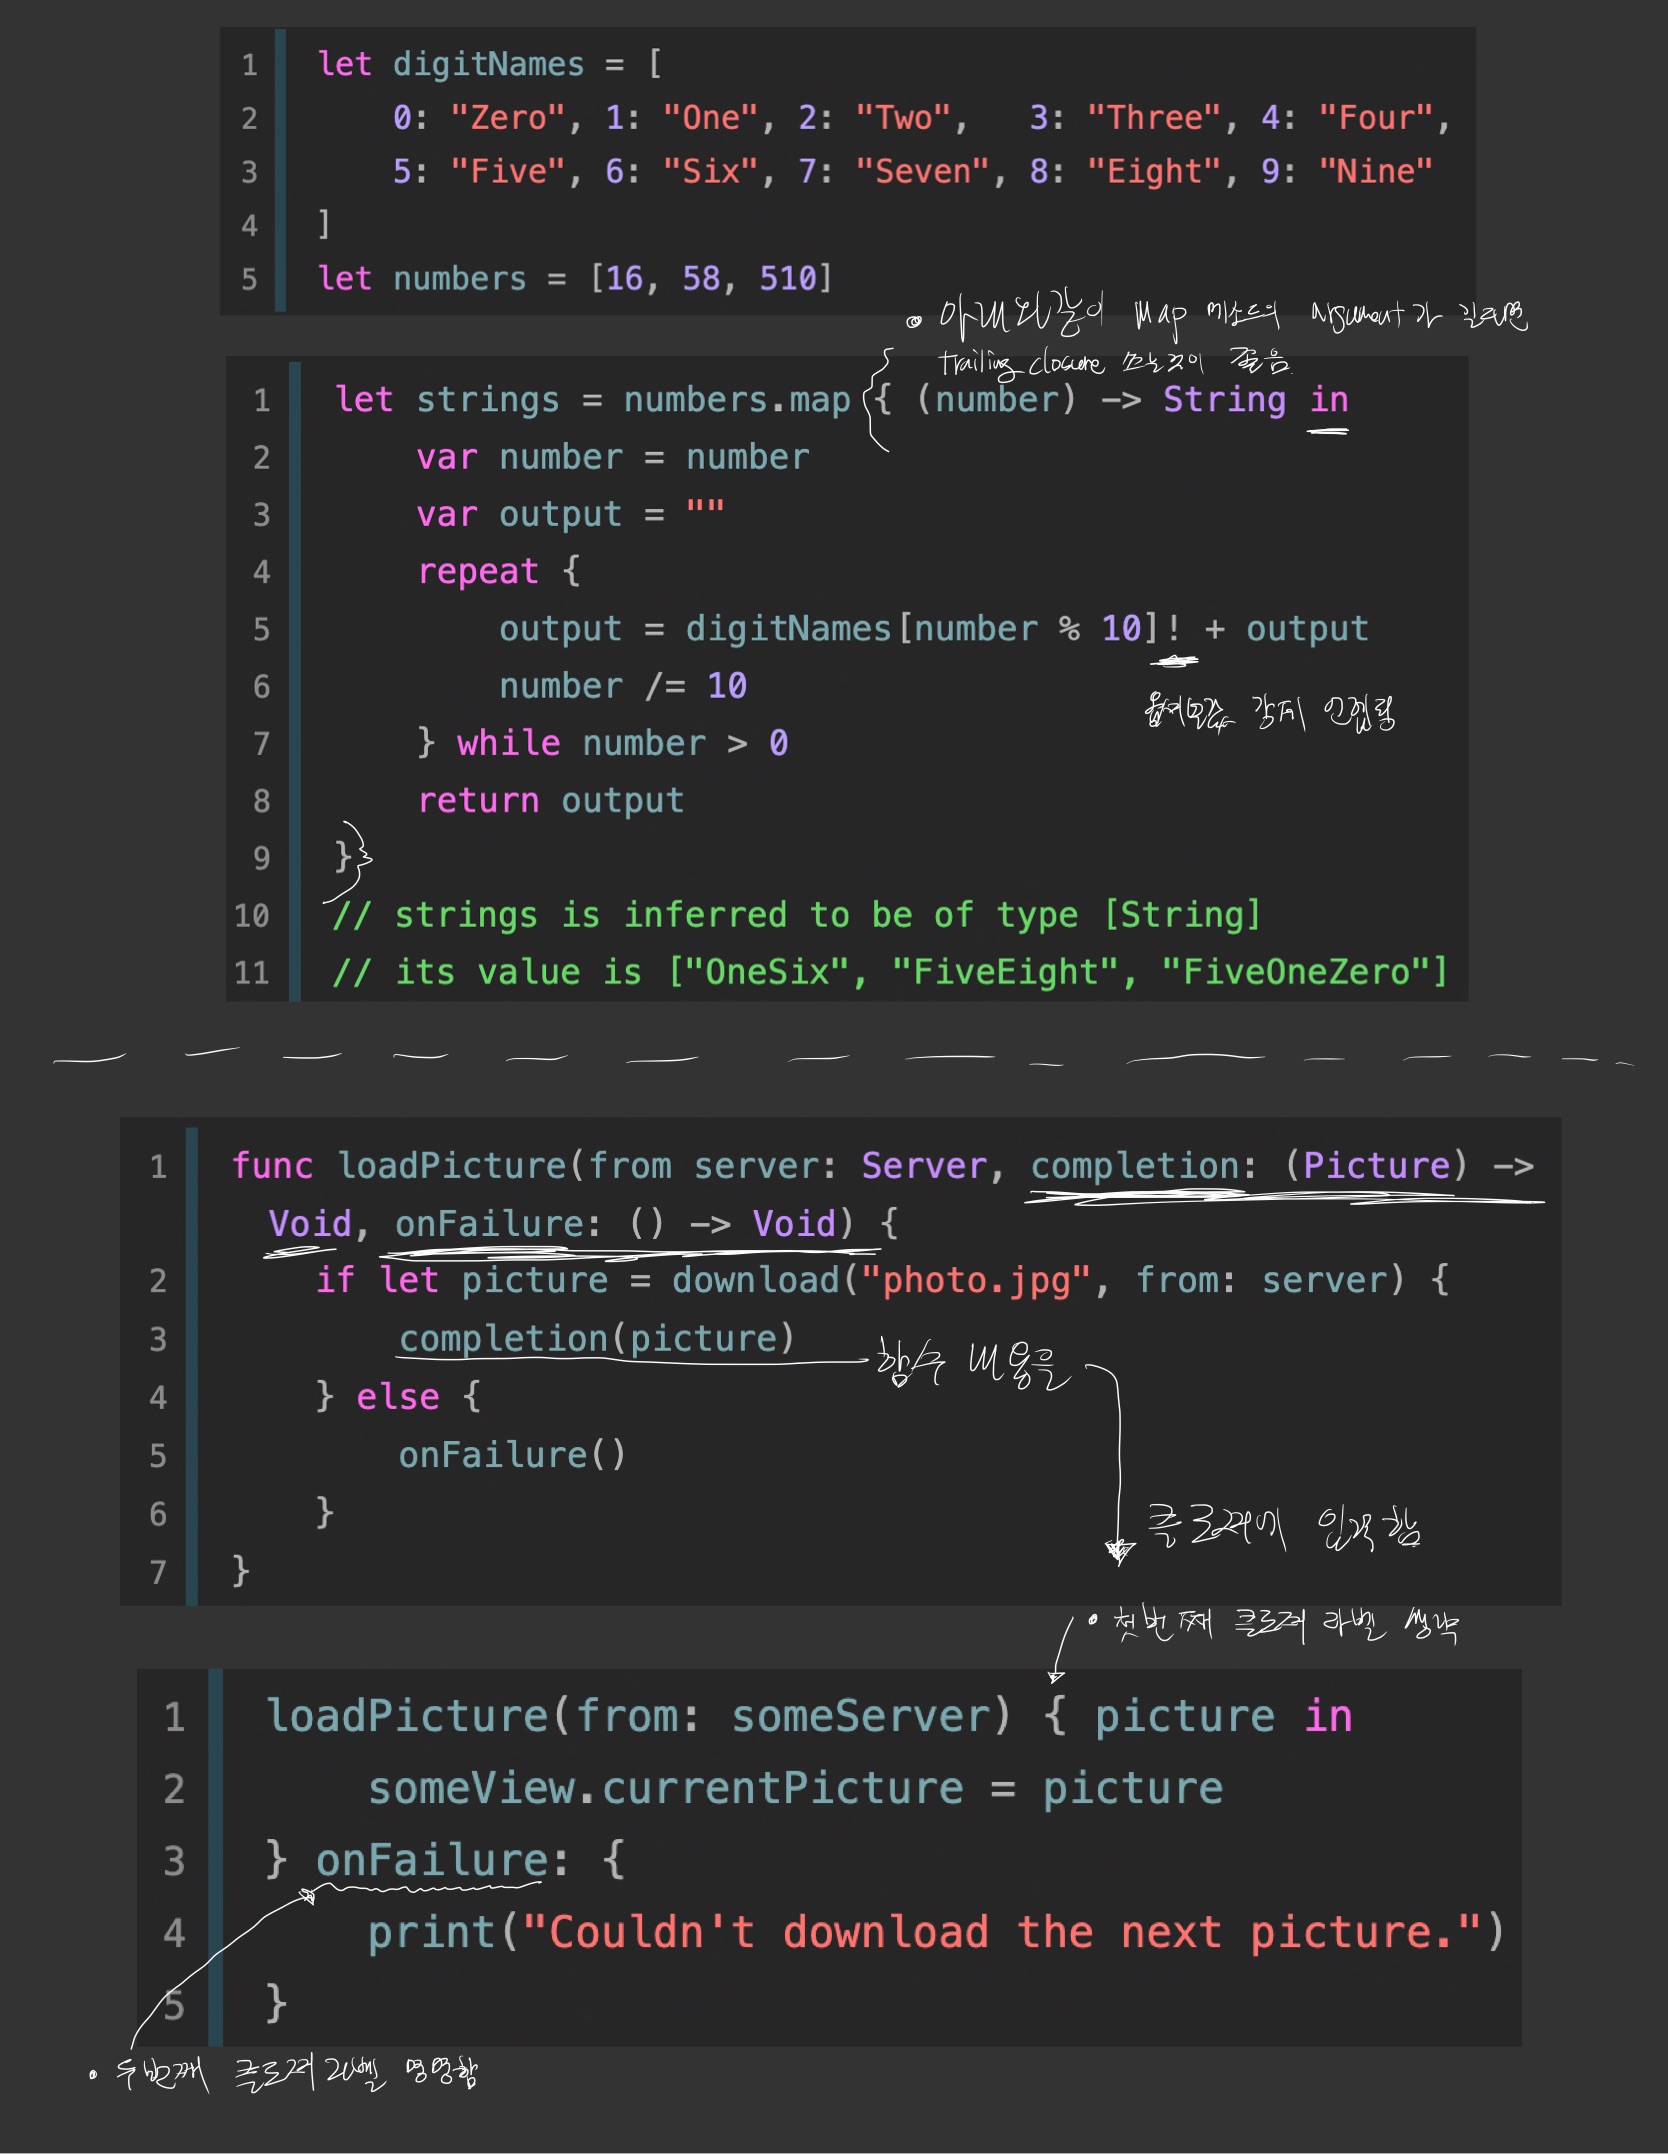 1 let digitNames = [
2 0: "Zero", 1: "One", 2: "Two", 3: "Three", 4: "Four",
3 5: "Five", 6: "Six", 7: "Seven", 8: "Eight", 9: "Nine"
4 ]
5 let numbers = [16, 58, 510]
• 아래와같이 Map 메소드의 argument가 길다면
trailing closure 쓰는것이 좋음.
1 let strings = numbers.map { (number) -> String in
2 var number = number
3 var output = ""
4 repeat {
5 output = digitNames[number % 10]! + output
옵셔널 강제 언랩핑
6 number /= 10
7 } while number > 0
8 return output
9 }
10 // strings is inferred to be of type [String]
11 // its value is ["OneSix", "FiveEight", "FiveOneZero"]
1 func loadPicture(from server: Server, completion: (Picture) ->
Void, onFailure: () -> Void) {
2 if let picture = download("photo.jpg", from: server) {
3 completion(picture)
함수 내용을
4 } else {
5 onFailure()
6 }
클로저에 입력함
7 }
• 첫번째 클로저 라벨 생략
1 loadPicture(from: someServer) { picture in
2 someView.currentPicture = picture
3 } onFailure: {
4 print("Couldn't download the next picture.")
5 }
• 두번째 클로저 라벨 명명함